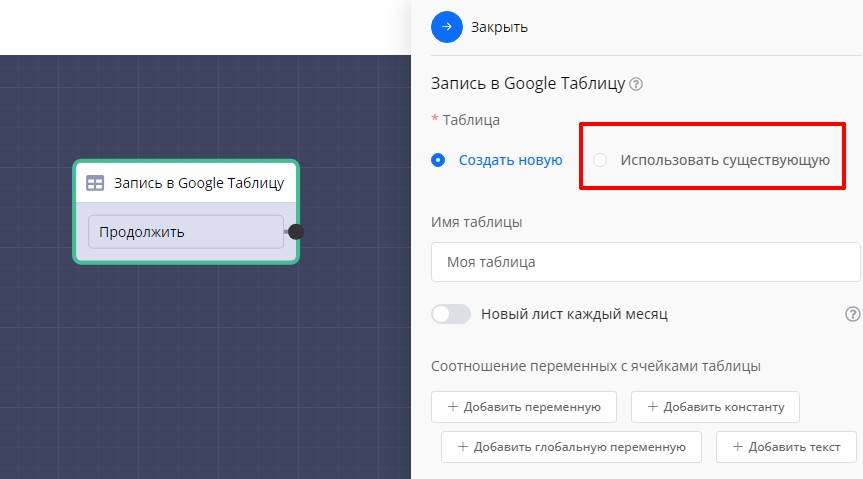 Закрыть
Запись в Google Таблицу
* Таблица
Создать новую
Использовать существующую
Запись в Google Таблицу
Продолжить
Имя таблицы
Моя таблица
Новый лист каждый месяц
Соотношение переменных с ячейками таблицы
+ Добавить переменную
+ Добавить константу
+ Добавить глобальную переменную
+ Добавить текст